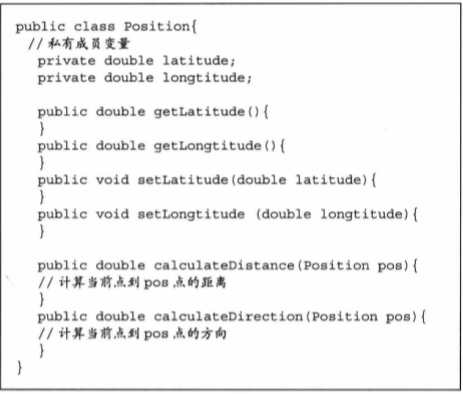 public class Position{
//私有成员变量
private double latitude;
private double longtitude;
public double getLatitude(){
}
public double getLongtitude(){
}
public void setLatitude(double latitude){
}
public void setLongtitude (double longtitude){
}
public double calculateDistance(Position pos){
//计算当前点到pos点的距离
}
public double calculateDirection(Position pos){
//计算当前点到pos点的方向
}
}